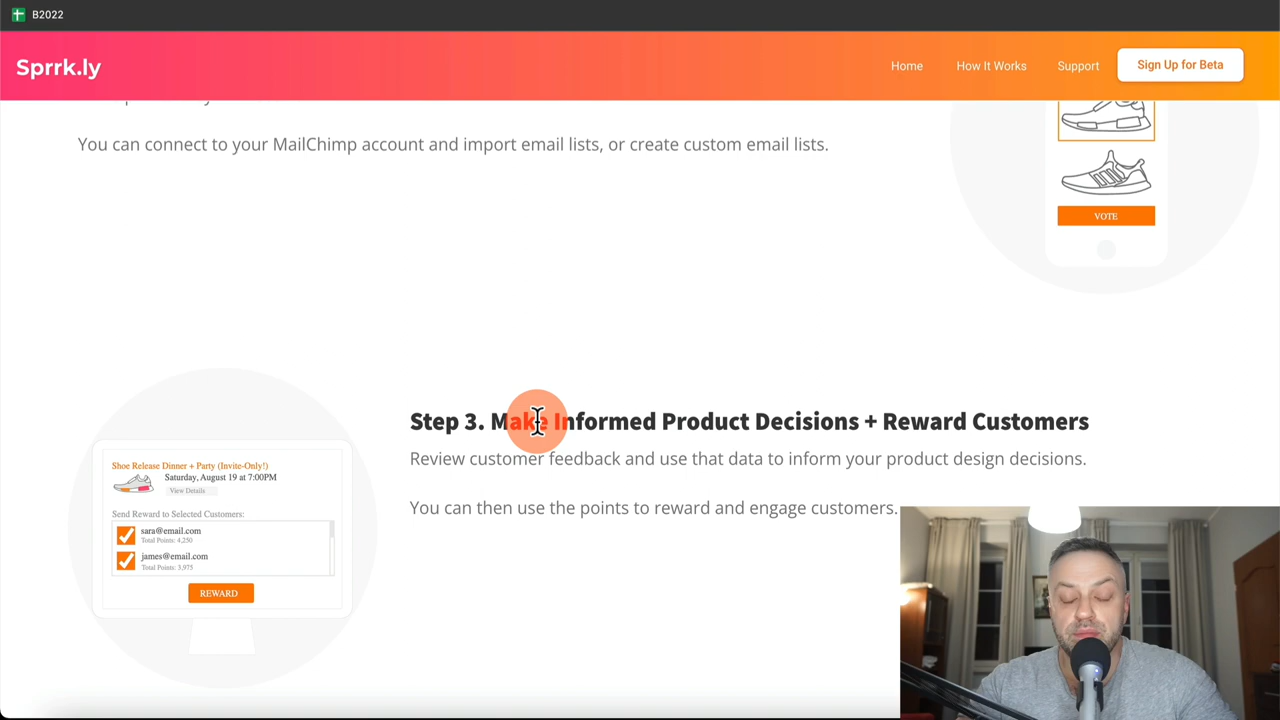 B2022
Sprrk.ly
Home
How It Works
Support
Sign Up for Beta
You can connect to your MailChimp account and import email lists, or create custom email lists.
VOTE
Step 3. Make Informed Product Decisions + Reward Customers
Review customer feedback and use that data to inform your product design decisions.
You can then use the points to reward and engage customers.
Shoe Release Dinner + Party (Invite-Only!)
Saturday, August 19 at 7:00PM
View Details
Send Reward to Selected Customers:
sara@email.com
Total Points: 4,250
james@email.com
Total Points: 3,975
REWARD